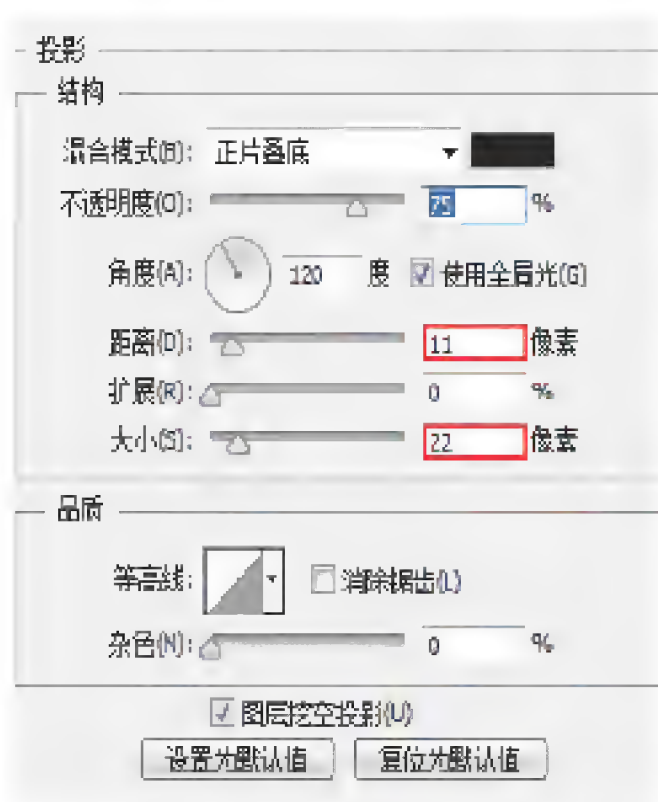 投影
结构
混合模式(B): 正片叠底
不透明度(O): 75 %
角度(A): 120 度 使用全局光(G)
距离(D): 11 像素
扩展(R): 0 %
大小(S): 22 像素
品质
等高线: 消除锯齿(L)
杂色(N): 0 %
图层挖空投影(U)
设置为默认值 复位为默认值